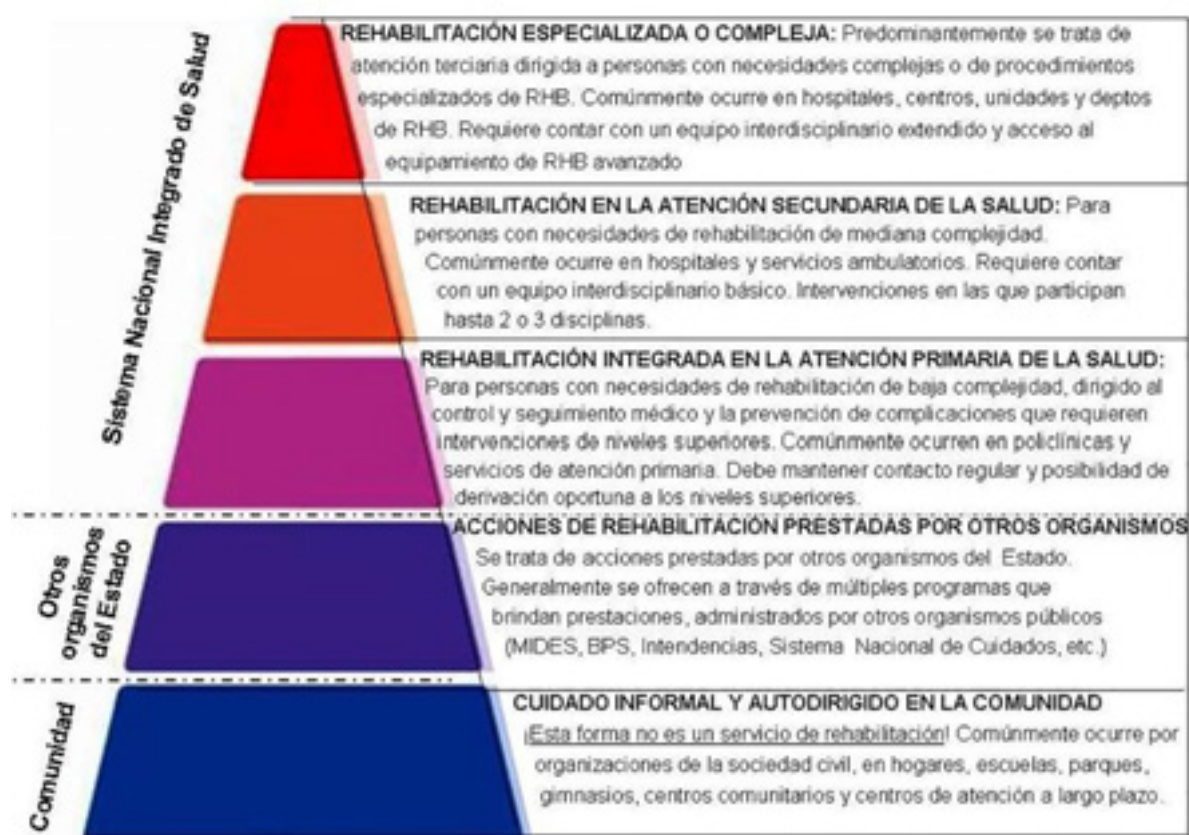 Sistema Nacional Integrado de Salud
REHABILITACIÓN ESPECIALIZADA O COMPLEJA: Predominantemente se trata de
atención terciaria dirigida a personas con necesidades complejas o de procedimientos
especializados de RHB. Comúnmente ocurre en hospitales, centros, unidades y deptos
de RHB. Requiere contar con un equipo interdisciplinario extendido y acceso al
equipamiento de RHB avanzado
REHABILITACIÓN EN LA ATENCIÓN SECUNDARIA DE LA SALUD: Para
personas con necesidades de rehabilitación de mediana complejidad.
Comúnmente ocurre en hospitales y servicios ambulatorios. Requiere contar
con un equipo interdisciplinario básico. Intervenciones en las que participan
hasta 2 o 3 disciplinas.
REHABILITACIÓN INTEGRADA EN LA ATENCIÓN PRIMARIA DE LA SALUD:
Para personas con necesidades de rehabilitación de baja complejidad, dirigido al
control y seguimiento médico y la prevención de complicaciones que requieren
intervenciones de niveles superiores. Comúnmente ocurren en policlínicas y
servicios de atención primaria. Debe mantener contacto regular y posibilidad de
derivación oportuna a los niveles superiores.
Otros
organismos
del Estado
ACCIONES DE REHABILITACIÓN PRESTADAS POR OTROS ORGANISMOS
Se trata de acciones prestadas por otros organismos del Estado.
Generalmente se ofrecen a través de múltiples programas que
brindan prestaciones, administrados por otros organismos públicos
(MIDES, BPS, Intendencias, Sistema Nacional de Cuidados, etc.)
Comunidad
CUIDADO INFORMAL Y AUTODIRIGIDO EN LA COMUNIDAD
¡Esta forma no es un servicio de rehabilitación! Comúnmente ocurre por
organizaciones de la sociedad civil, en hogares, escuelas, parques,
gimnasios, centros comunitarios y centros de atención a largo plazo.